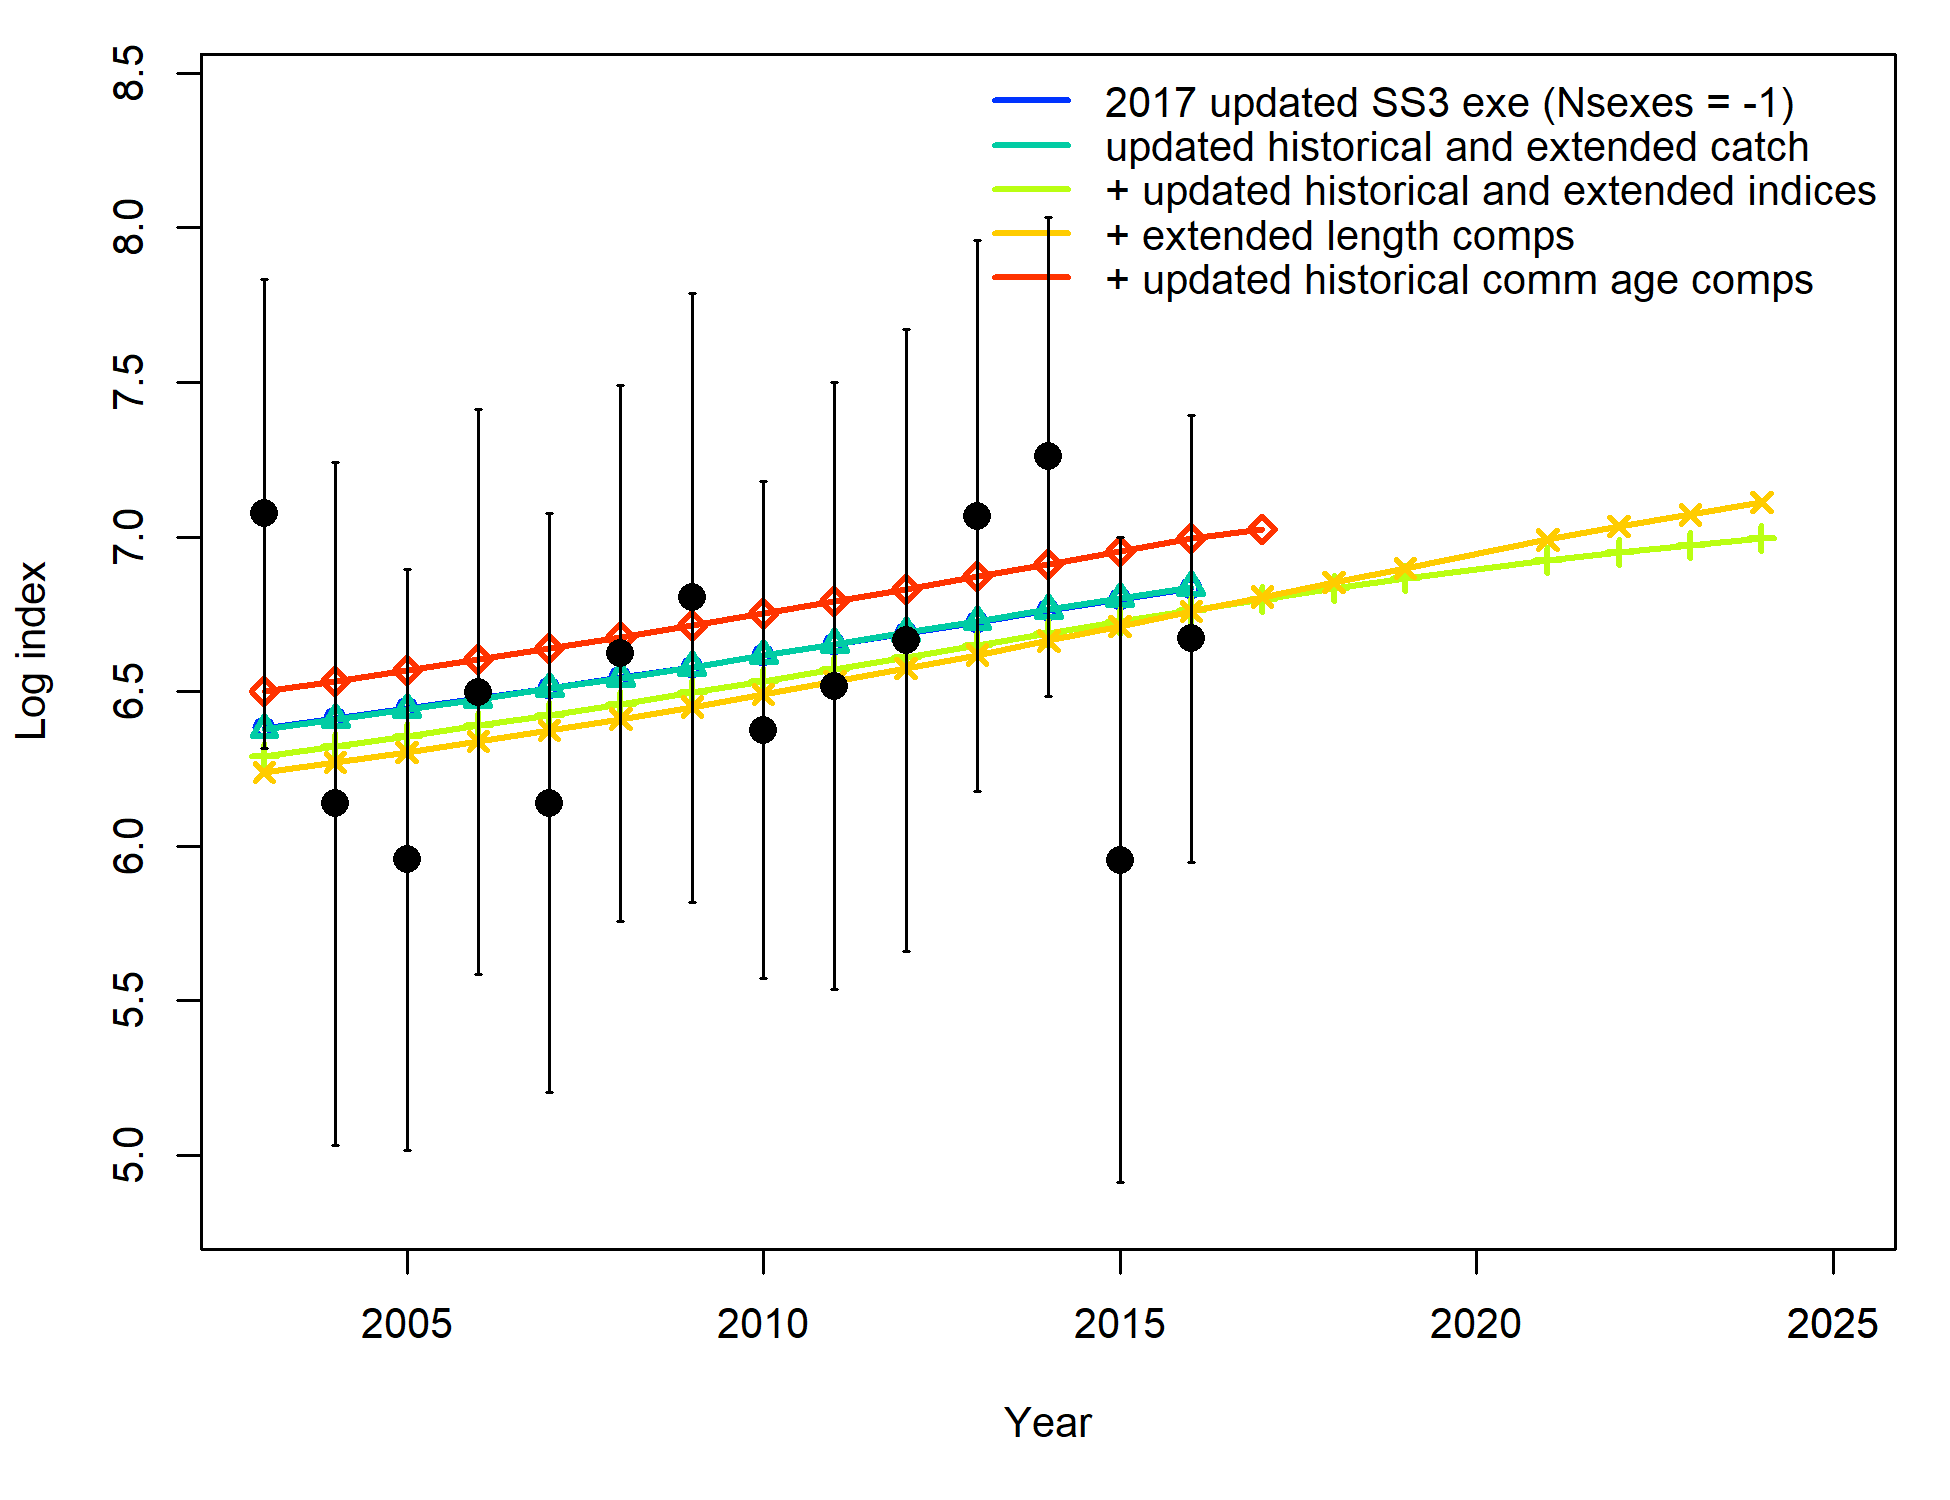 2017 updated SS3 exe (Nsexes = -1)
updated historical and extended catch
+ updated historical and extended indices
+ extended length comps
+ updated historical comm age comps
8.5
8.0
7.5
7.0
6.5
6.0
5.5
5.0
Log index
2005
2010
2015
2020
2025
Year